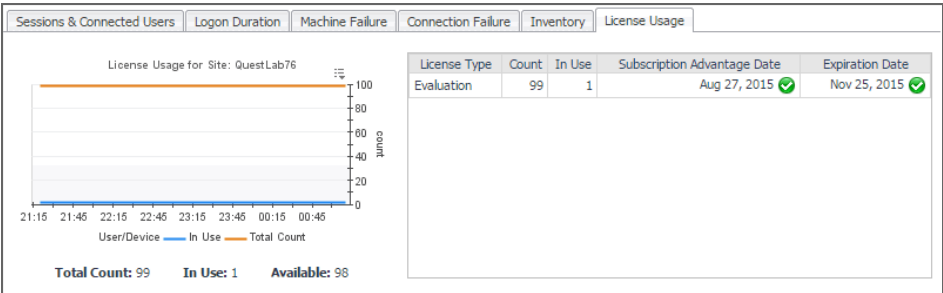 Sessions & Connected Users Logon Duration Machine Failure Connection Failure Inventory License Usage
License Usage for Site: QuestLab76
100
80
60
40
20
0
count
21:15 21:45 22:15 22:45 23:15 23:45 00:15 00:45
User/Device In Use Total Count
Total Count: 99 In Use: 1 Available: 98
License Type Count In Use Subscription Advantage Date Expiration Date
Evaluation 99 1 Aug 27, 2015 Nov 25, 2015